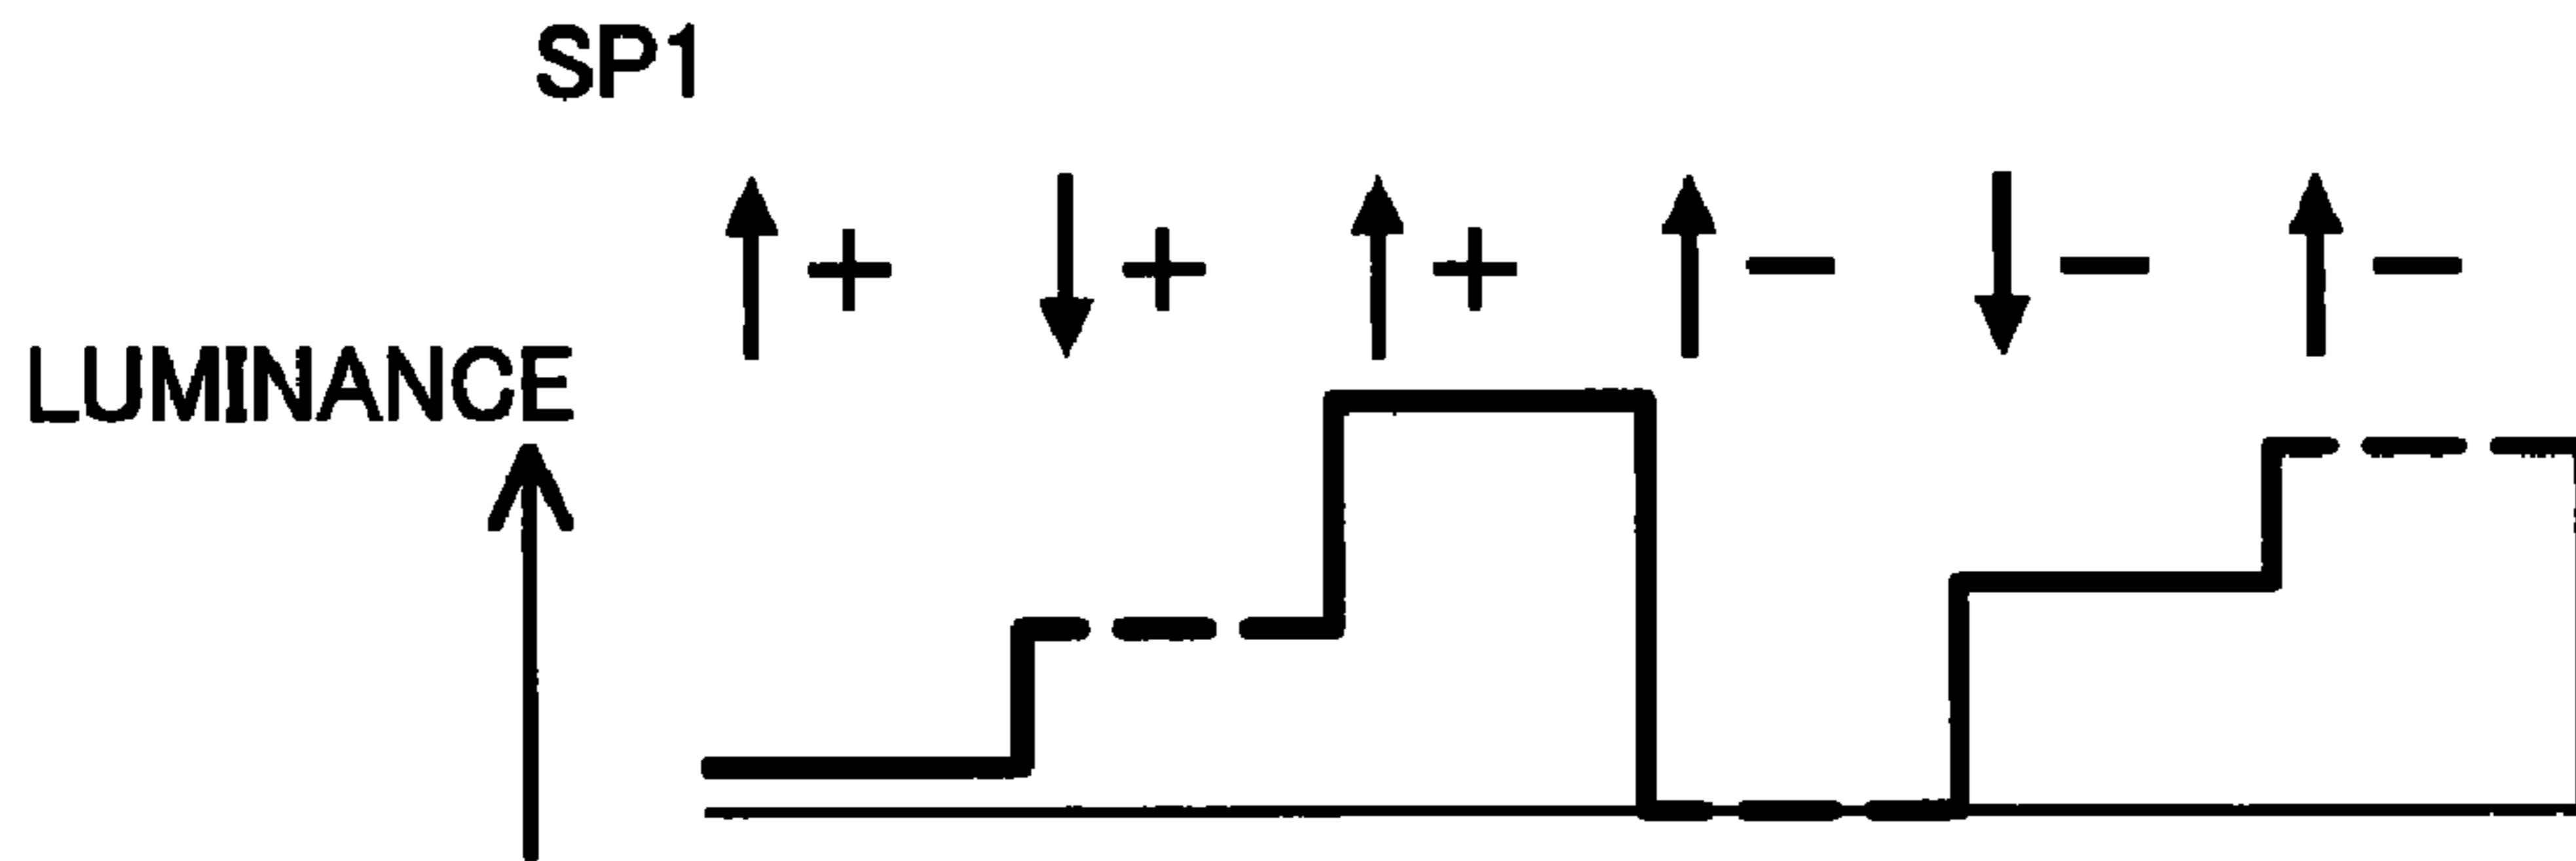 SP1
+ + + − − −
LUMINANCE